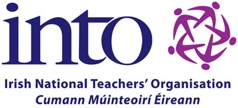 into
Irish National Teachers' Organisation
Cumann Múinteoirí Éireann